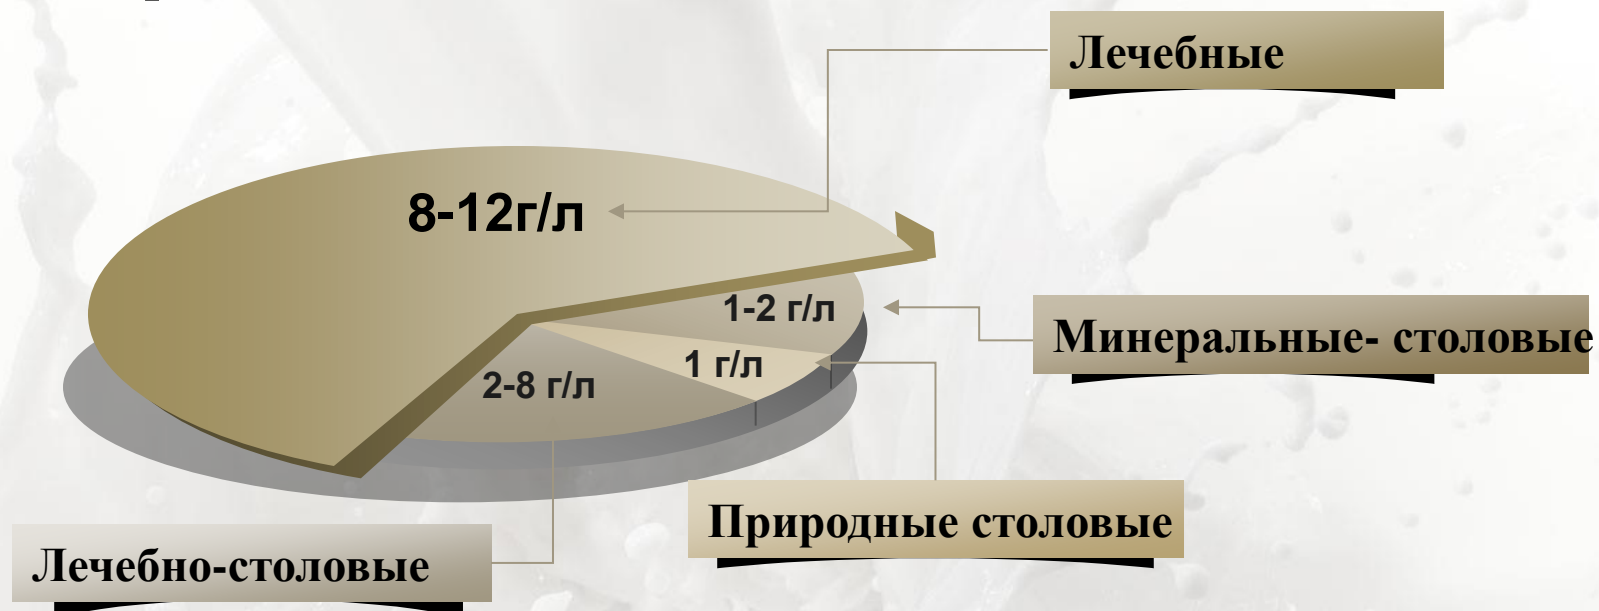 Лечебные
8-12г/л
1-2 г/л
Минеральные- столовые
1 г/л
2-8 г/л
Природные столовые
Лечебно-столовые